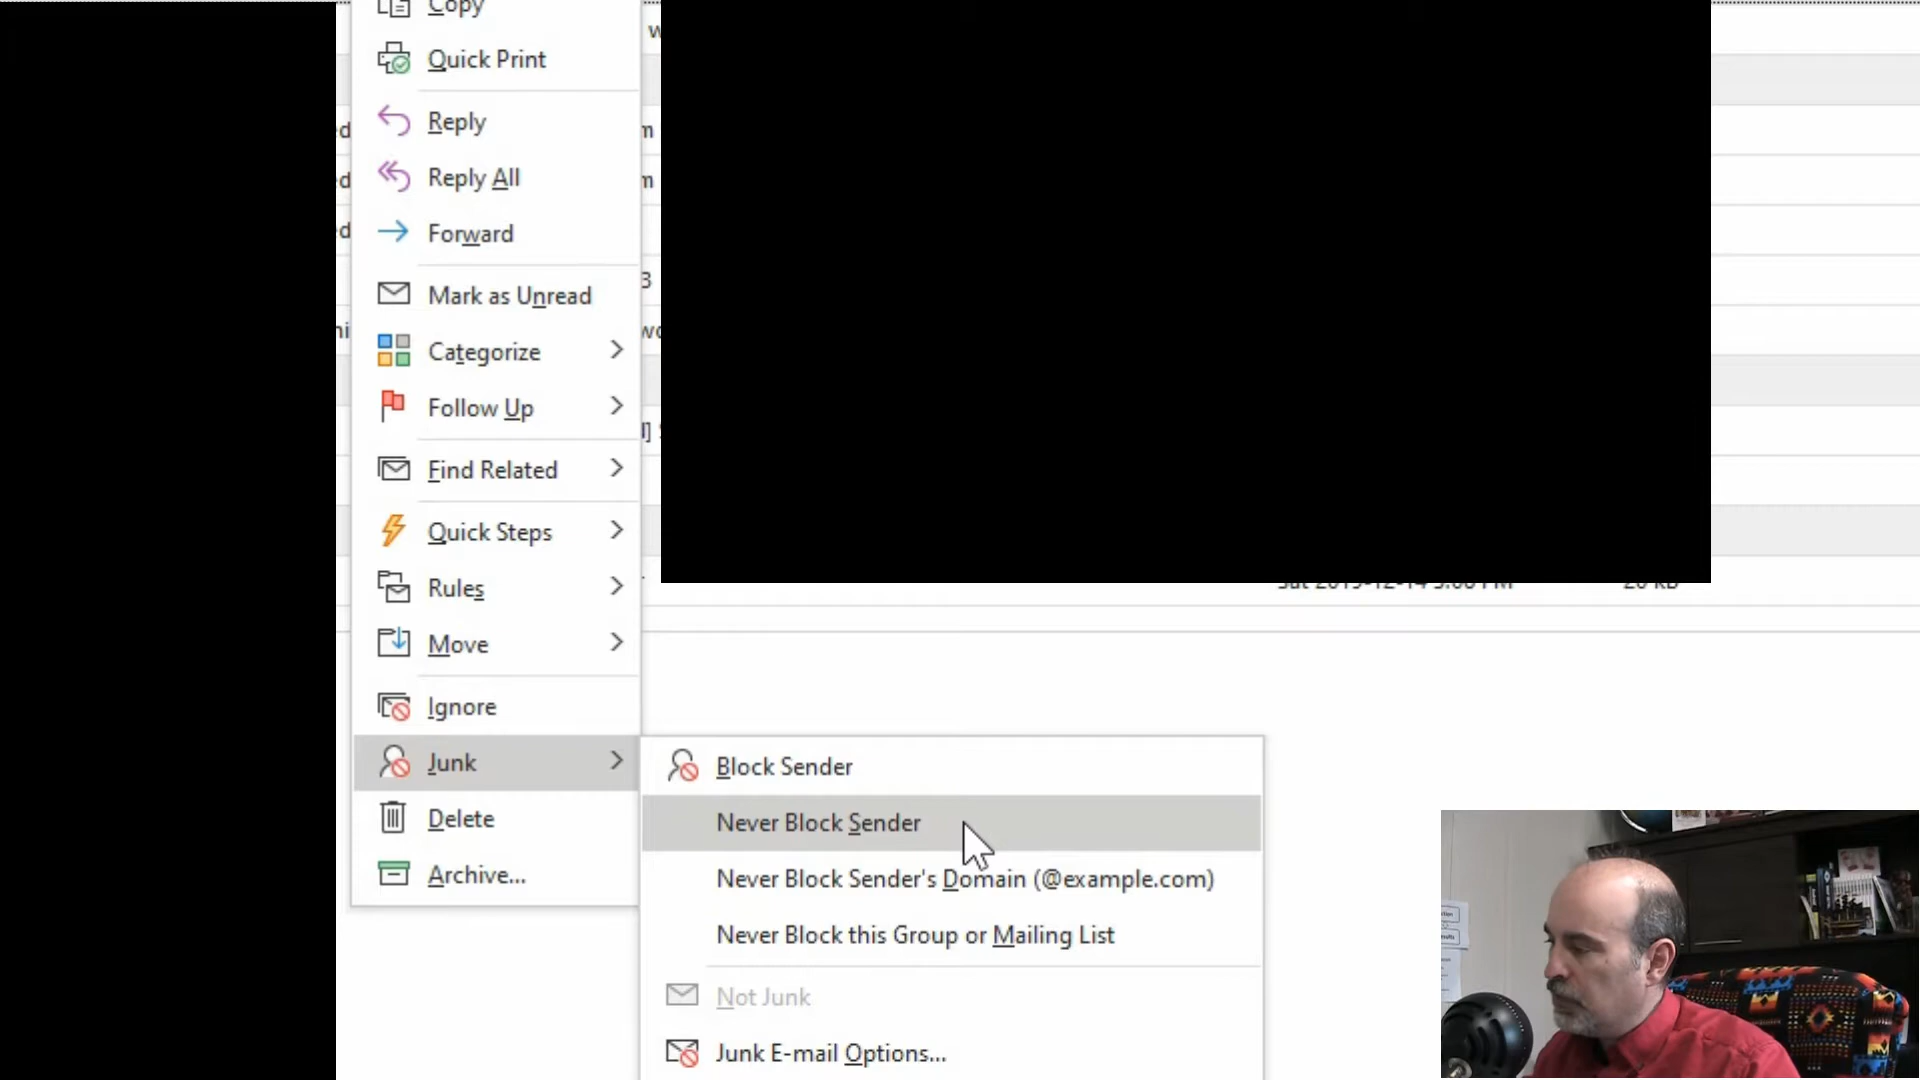 Copy
Quick Print
Reply
Reply All
Forward
Mark as Unread
Categorize
Follow Up
Find Related
Quick Steps
Rules
Move
Ignore
Junk
Delete
Archive...
Block Sender
Never Block Sender
Never Block Sender's Domain (@example.com)
Never Block this Group or Mailing List
Not Junk
Junk E-mail Options...